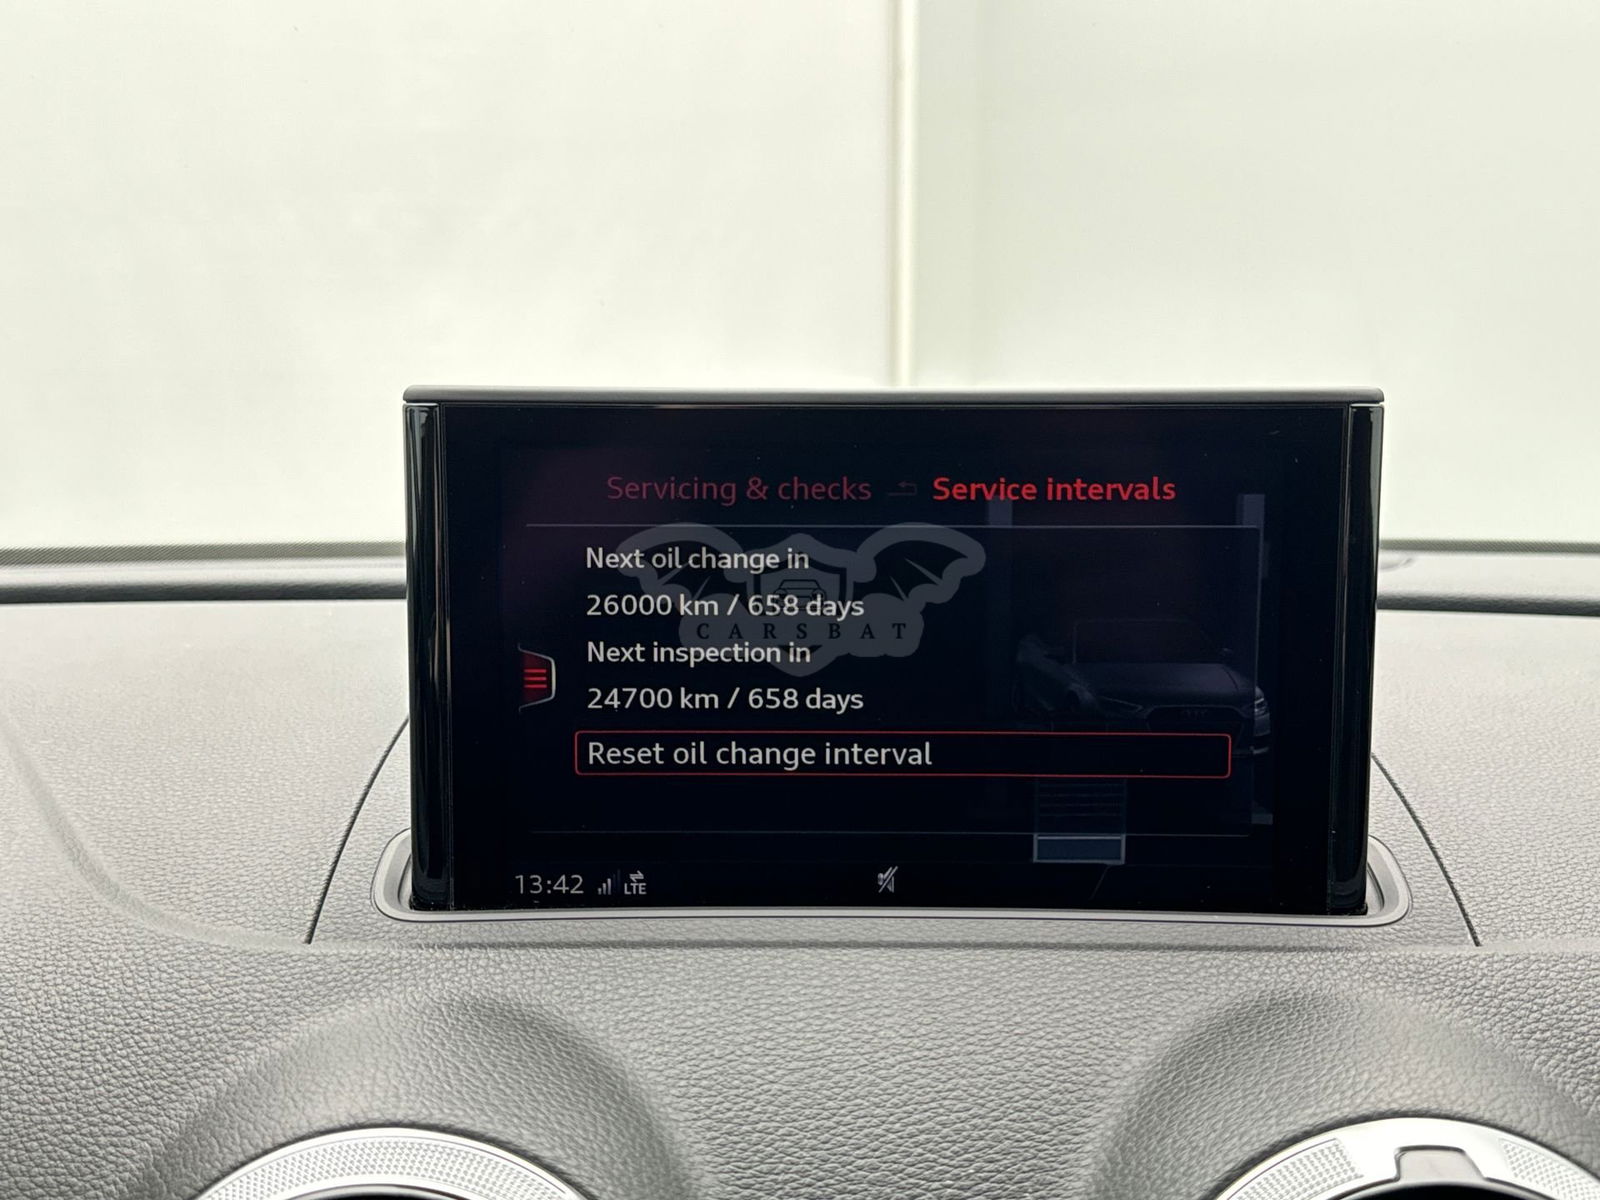 Servicing & checks Service intervals
Next oil change in
26000 km / 658 days
CARSBAT
Next inspection in
24700 km / 658 days
Reset oil change interval
13:42 LTE